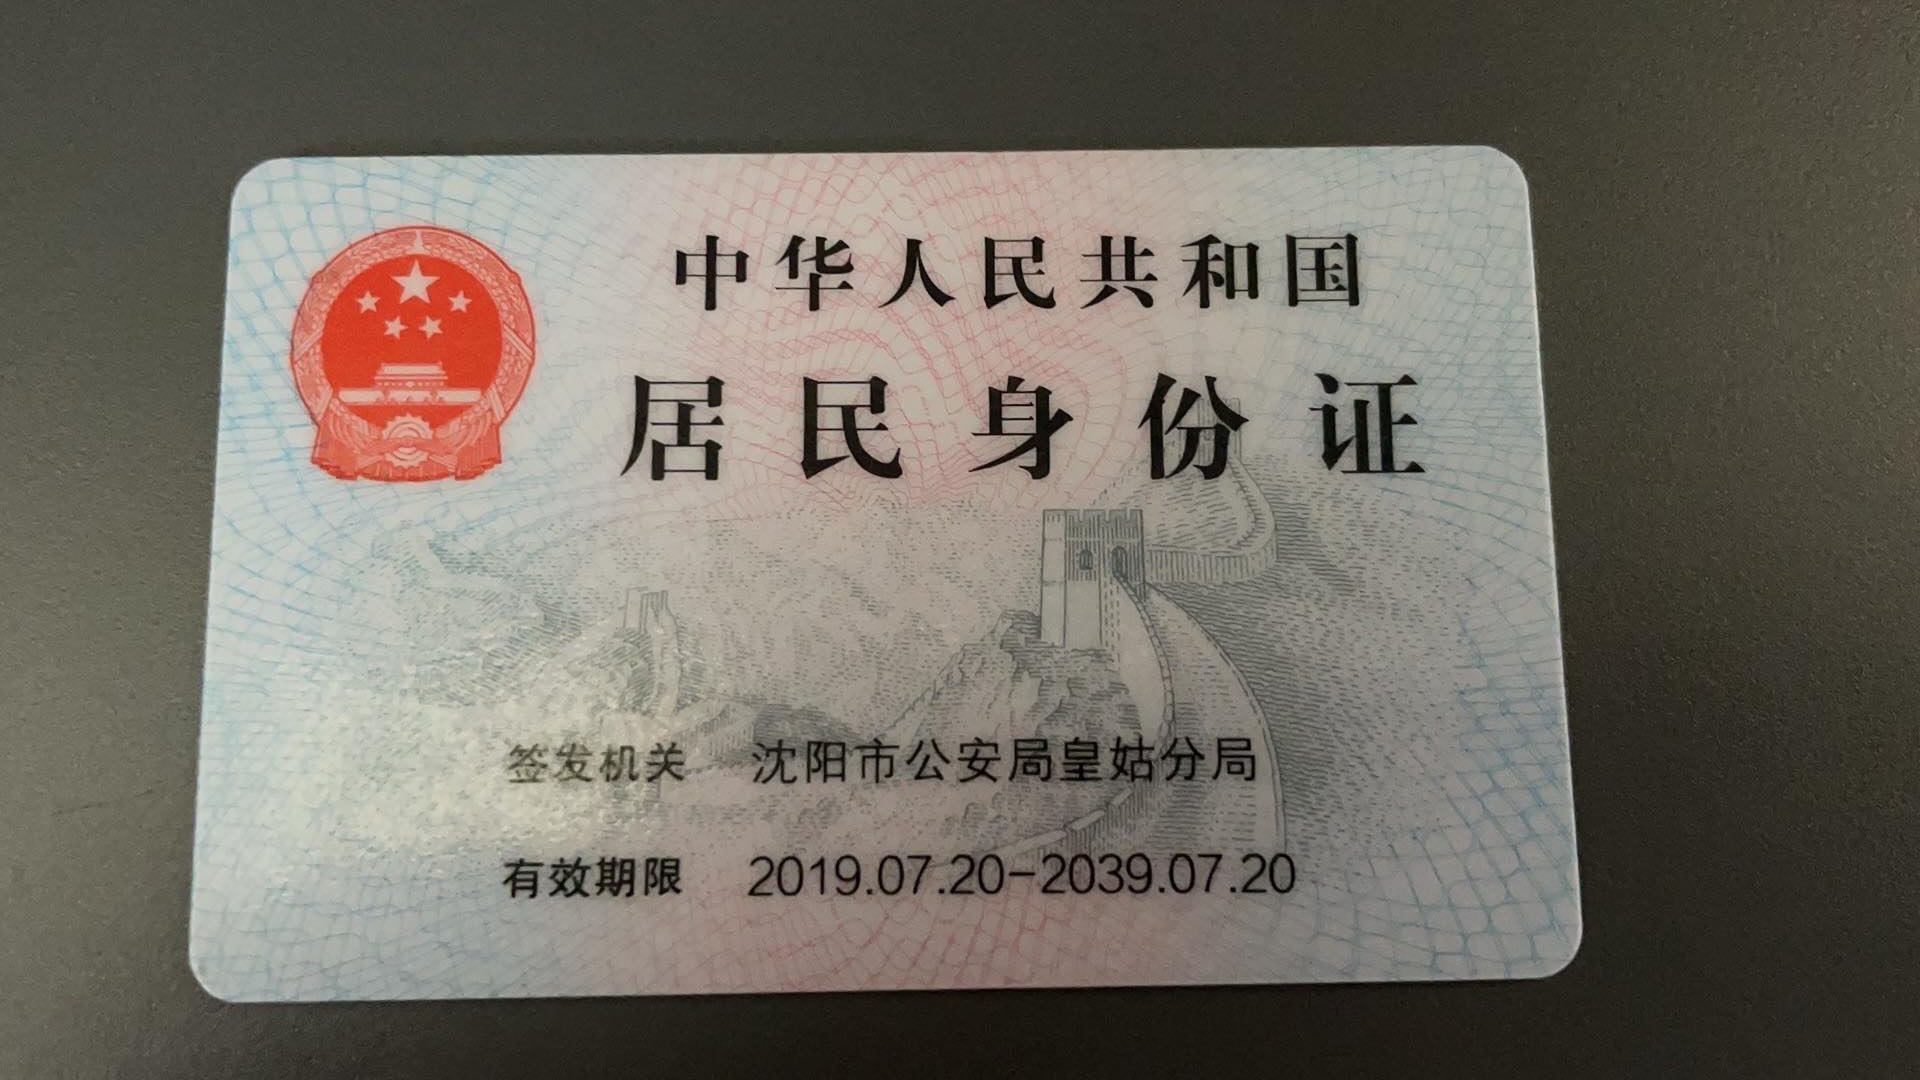 中华人民共和国
居民身份证
签发机关 沈阳市公安局皇姑分局
有效期限 2019.07.20-2039.07.20